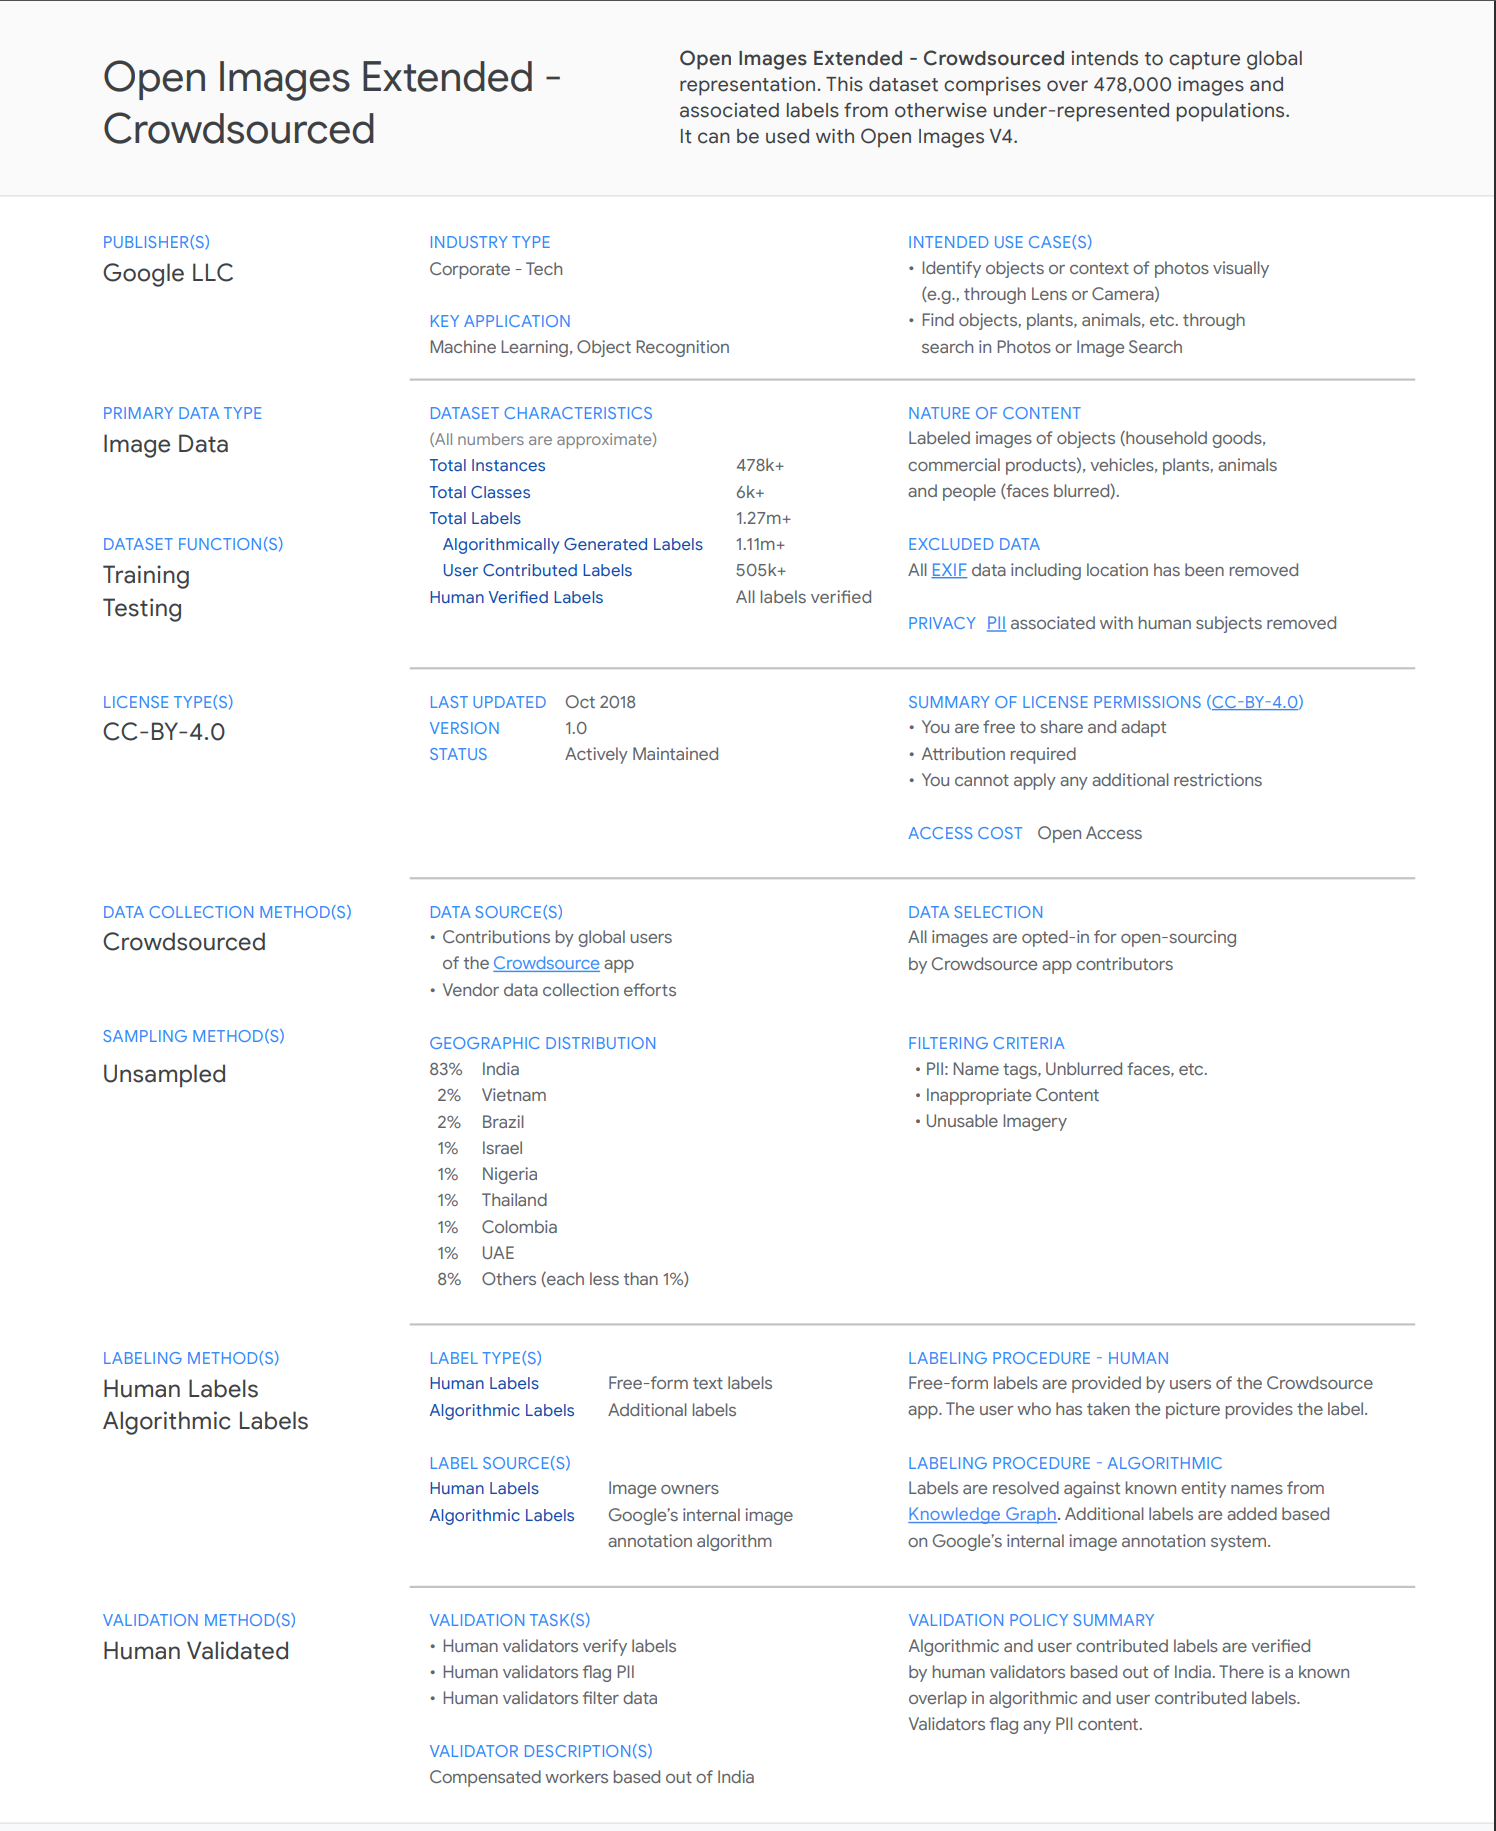 Open Images Extended -
Crowdsourced
Open Images Extended - Crowdsourced intends to capture global
representation. This dataset comprises over 478,000 images and
associated labels from otherwise under-represented populations.
It can be used with Open Images V4.
PUBLISHER(S)
Google LLC
INDUSTRY TYPE
Corporate - Tech
KEY APPLICATION
Machine Learning, Object Recognition
INTENDED USE CASE(S)
• Identify objects or context of photos visually
(e.g., through Lens or Camera)
• Find objects, plants, animals, etc. through
search in Photos or Image Search
PRIMARY DATA TYPE
Image Data
DATASET FUNCTION(S)
Training
Testing
DATASET CHARACTERISTICS
(All numbers are approximate)
Total Instances 478k+
Total Classes 6k+
Total Labels 1.27m+
Algorithmically Generated Labels 1.11m+
User Contributed Labels 505k+
Human Verified Labels All labels verified
NATURE OF CONTENT
Labeled images of objects (household goods,
commercial products), vehicles, plants, animals
and people (faces blurred).
EXCLUDED DATA
All EXIF data including location has been removed
PRIVACY PII associated with human subjects removed
LICENSE TYPE(S)
CC-BY-4.0
LAST UPDATED Oct 2018
VERSION 1.0
STATUS Actively Maintained
SUMMARY OF LICENSE PERMISSIONS (CC-BY-4.0)
• You are free to share and adapt
• Attribution required
• You cannot apply any additional restrictions
ACCESS COST Open Access
DATA COLLECTION METHOD(S)
Crowdsourced
SAMPLING METHOD(S)
Unsampled
DATA SOURCE(S)
• Contributions by global users
of the Crowdsource app
• Vendor data collection efforts
GEOGRAPHIC DISTRIBUTION
83% India
2% Vietnam
2% Brazil
1% Israel
1% Nigeria
1% Thailand
1% Colombia
1% UAE
8% Others (each less than 1%)
DATA SELECTION
All images are opted-in for open-sourcing
by Crowdsource app contributors
FILTERING CRITERIA
• PII: Name tags, Unblurred faces, etc.
• Inappropriate Content
• Unusable Imagery
LABELING METHOD(S)
Human Labels
Algorithmic Labels
LABEL TYPE(S)
Human Labels Free-form text labels
Algorithmic Labels Additional labels
LABEL SOURCE(S)
Human Labels Image owners
Algorithmic Labels Google's internal image
annotation algorithm
LABELING PROCEDURE - HUMAN
Free-form labels are provided by users of the Crowdsource
app. The user who has taken the picture provides the label.
LABELING PROCEDURE - ALGORITHMIC
Labels are resolved against known entity names from
Knowledge Graph. Additional labels are added based
on Google's internal image annotation system.
VALIDATION METHOD(S)
Human Validated
VALIDATION TASK(S)
• Human validators verify labels
• Human validators flag PII
• Human validators filter data
VALIDATOR DESCRIPTION(S)
Compensated workers based out of India
VALIDATION POLICY SUMMARY
Algorithmic and user contributed labels are verified
by human validators based out of India. There is a known
overlap in algorithmic and user contributed labels.
Validators flag any PII content.